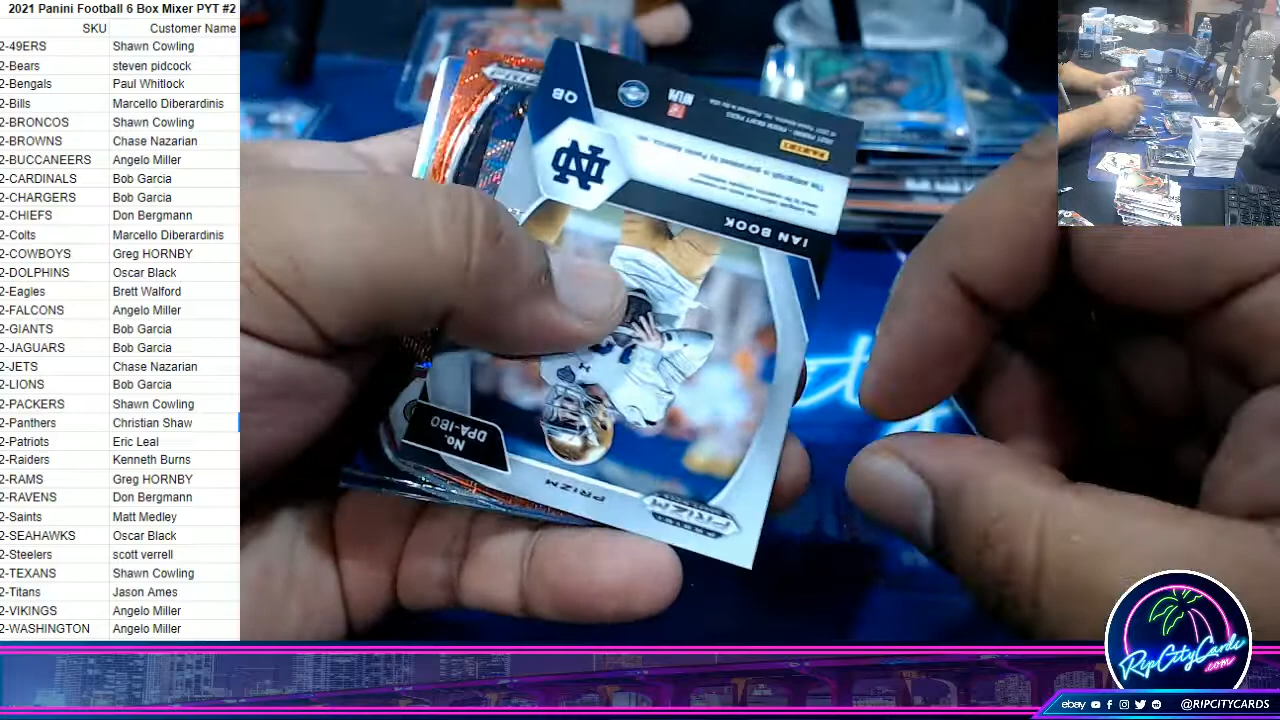 2021 Panini Football 6 Box Mixer PYT #2
SKU Customer Name
2-49ERS Shawn Cowling
2-Bears steven pidcock
2-Bengals Paul Whitlock
2-Bills Marcello Diberardinis
2-BRONCOS Shawn Cowling
2-BROWNS Chase Nazarian
2-BUCCANEERS Angelo Miller
2-CARDINALS Bob Garcia
2-CHARGERS Bob Garcia
2-CHIEFS Don Bergmann
2-Colts Marcello Diberardinis
2-COWBOYS Greg HORNBY
2-DOLPHINS Oscar Black
2-Eagles Brett Walford
2-FALCONS Angelo Miller
2-GIANTS Bob Garcia
2-JAGUARS Bob Garcia
2-JETS Chase Nazarian
2-LIONS Bob Garcia
2-PACKERS Shawn Cowling
2-Panthers Christian Shaw
2-Patriots Eric Leal
2-Raiders Kenneth Burns
2-RAMS Greg HORNBY
2-RAVENS Don Bergmann
2-Saints Matt Medley
2-SEAHAWKS Oscar Black
2-Steelers scott verrell
2-TEXANS Shawn Cowling
2-Titans Jason Ames
2-VIKINGS Angelo Miller
2-WASHINGTON Angelo Miller
QB
ND
PANINI
IAN BOOK
No.
DPA-IBO
PRIZM
PANINI
PRIZM
RipCityCards
.com
ebay @RIPCITYCARDS